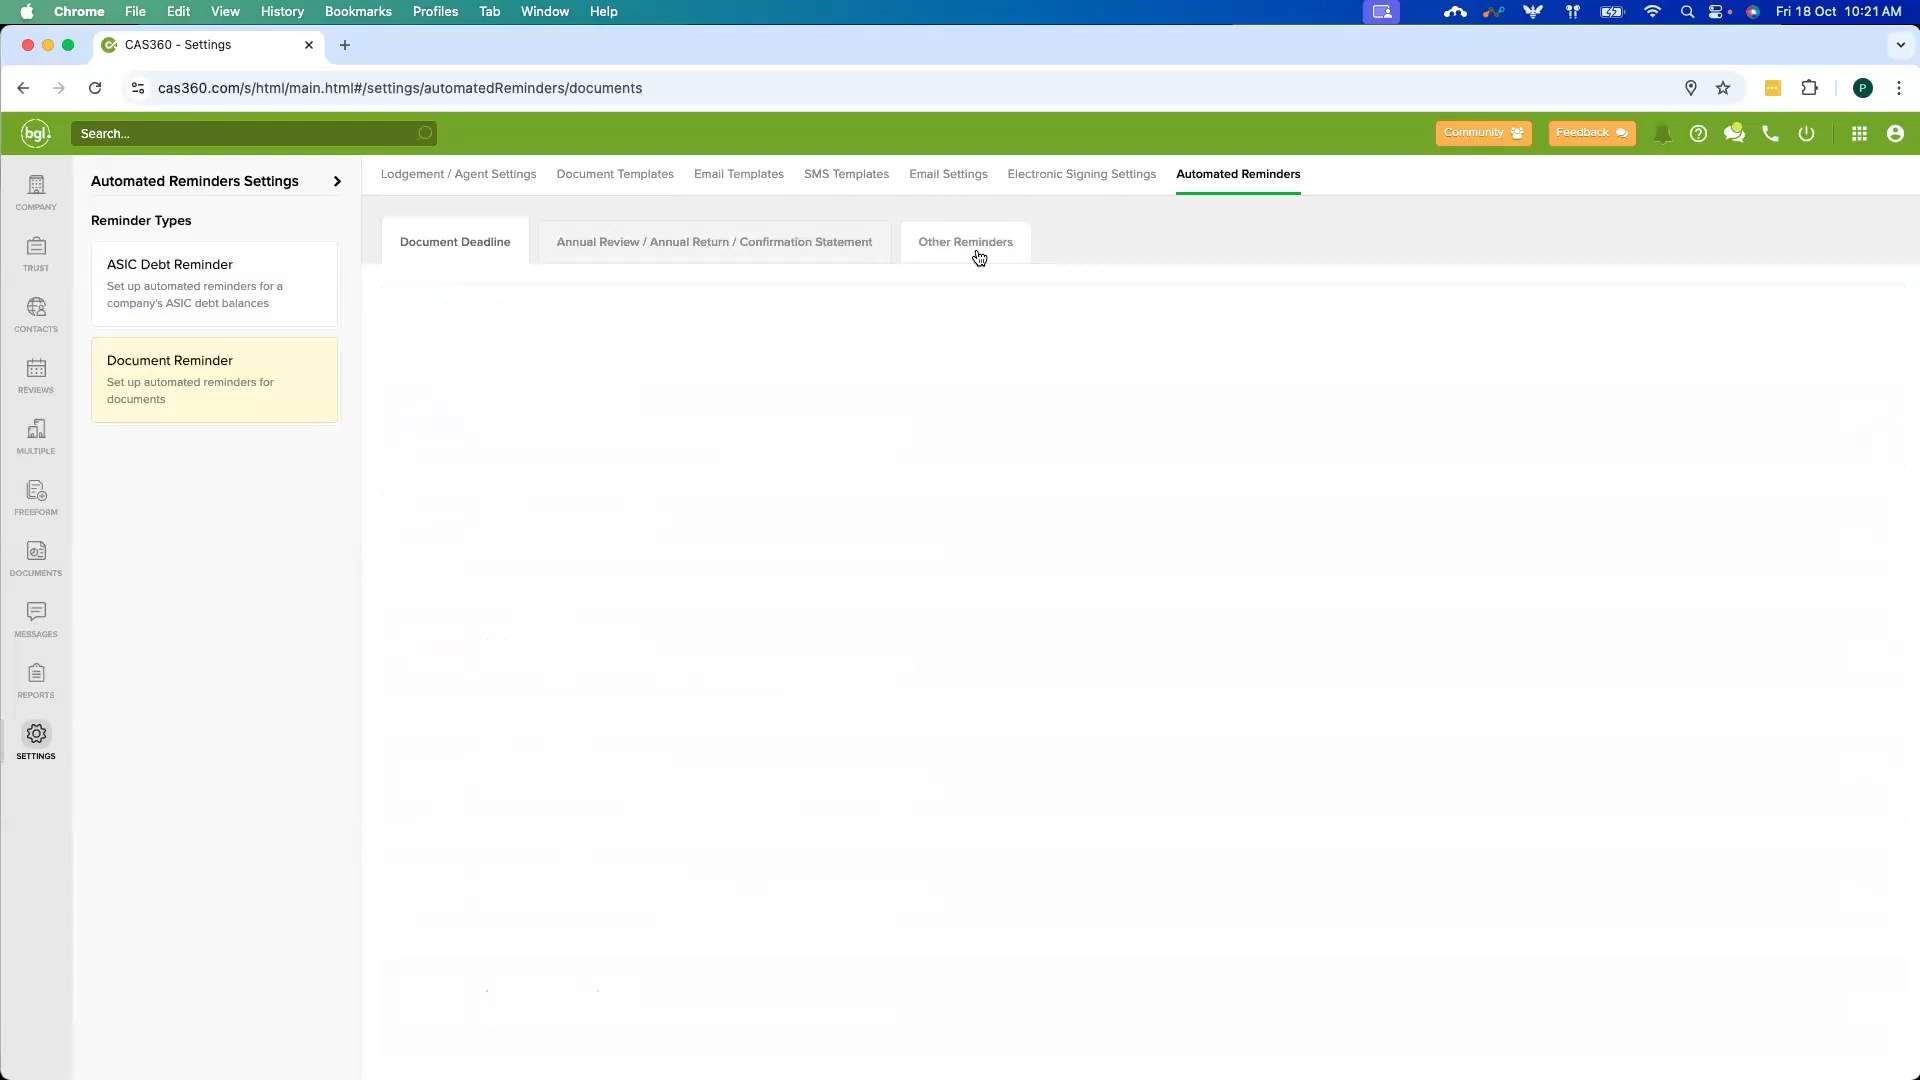 Chrome File Edit View History Bookmarks Profiles Tab Window Help Fri 18 Oct 10:21 AM
CAS360 - Settings
cas360.com/s/html/main.html#/settings/automatedReminders/documents
P
bgl. Search... Community Feedback
Automated Reminders Settings
Lodgement / Agent Settings Document Templates Email Templates SMS Templates Email Settings Electronic Signing Settings Automated Reminders
Reminder Types
Document Deadline Annual Review / Annual Return / Confirmation Statement Other Reminders
ASIC Debt Reminder
Set up automated reminders for a
company's ASIC debt balances
Document Reminder
Set up automated reminders for
documents
COMPANY
TRUST
CONTACTS
REVIEWS
MULTIPLE
FREEFORM
DOCUMENTS
MESSAGES
REPORTS
SETTINGS